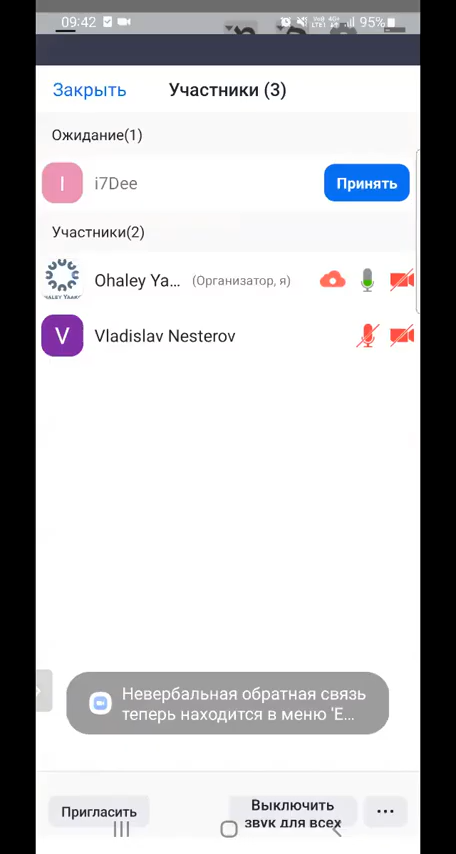 09:42
95%
Закрыть
Участники (3)
Ожидание(1)
I
i7Dee
Принять
Участники(2)
Ohaley Ya...
(Организатор, я)
V
Vladislav Nesterov
Невербальная обратная связь
теперь находится в меню 'Е...
Пригласить
Выключить
звук для всех
...